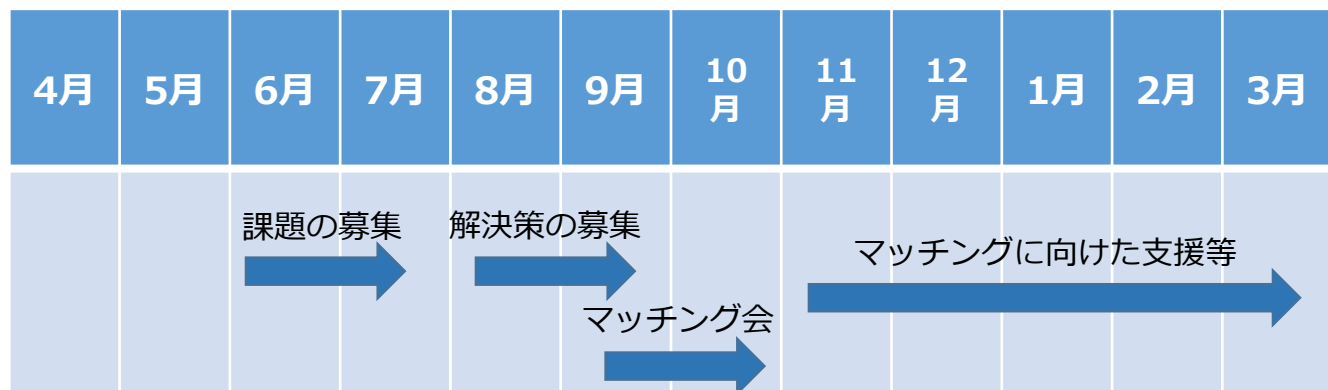 4月
5月
6月
7月
8月
9月
10
月
11
月
12
月
1月
2月
3月
課題の募集
解決策の募集
マッチングに向けた支援等
マッチング会